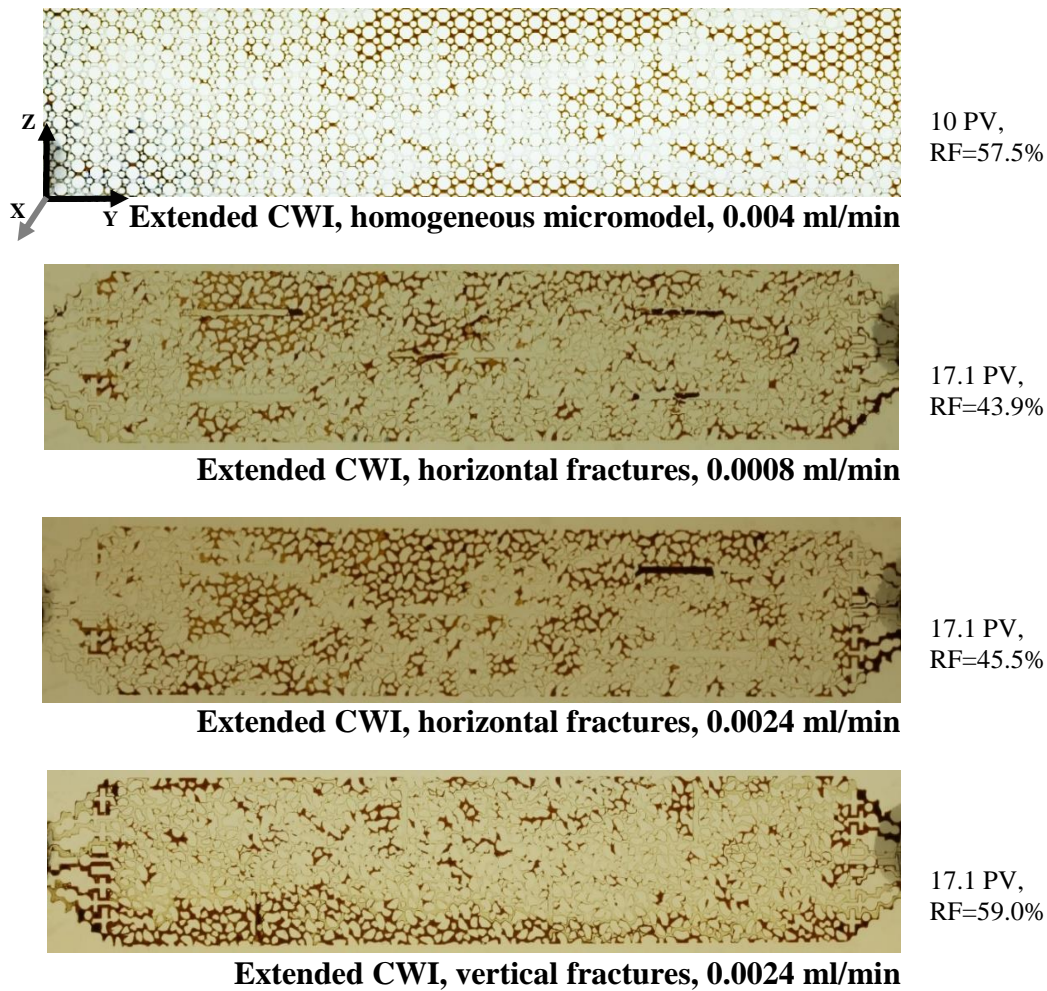 Z
10 PV,
RF=57.5%
X
Y
Extended CWI, homogeneous micromodel, 0.004 ml/min
17.1 PV,
RF=43.9%
Extended CWI, horizontal fractures, 0.0008 ml/min
17.1 PV,
RF=45.5%
Extended CWI, horizontal fractures, 0.0024 ml/min
17.1 PV,
RF=59.0%
Extended CWI, vertical fractures, 0.0024 ml/min